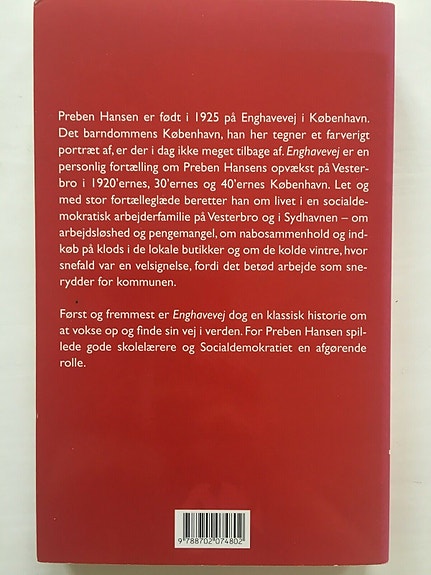 Preben Hansen er født i 1925 på Enghavevej i København.
Det barndommens København, han her tegner et farverigt
portræt af, er der i dag ikke meget tilbage af. Enghavevej er en
personlig fortælling om Preben Hansens opvækst på Vester-
bro i 1920'ernes, 30'ernes og 40'ernes København. Let og
med stor fortælleglæde beretter han om livet i en socialde-
mokratisk arbejderfamilie på Vesterbro og i Sydhavnen – om
arbejdsløshed og pengemangel, om nabosammenhold og ind-
køb på klods i de lokale butikker og om de kolde vintre, hvor
snefald var en velsignelse, fordi det betød arbejde som sne-
rydder for kommunen.
Først og fremmest er Enghavevej dog en klassisk historie om
at vokse op og finde sin vej i verden. For Preben Hansen spil-
lede gode skolelærere og Socialdemokratiet en afgørende
rolle.
9788702074802